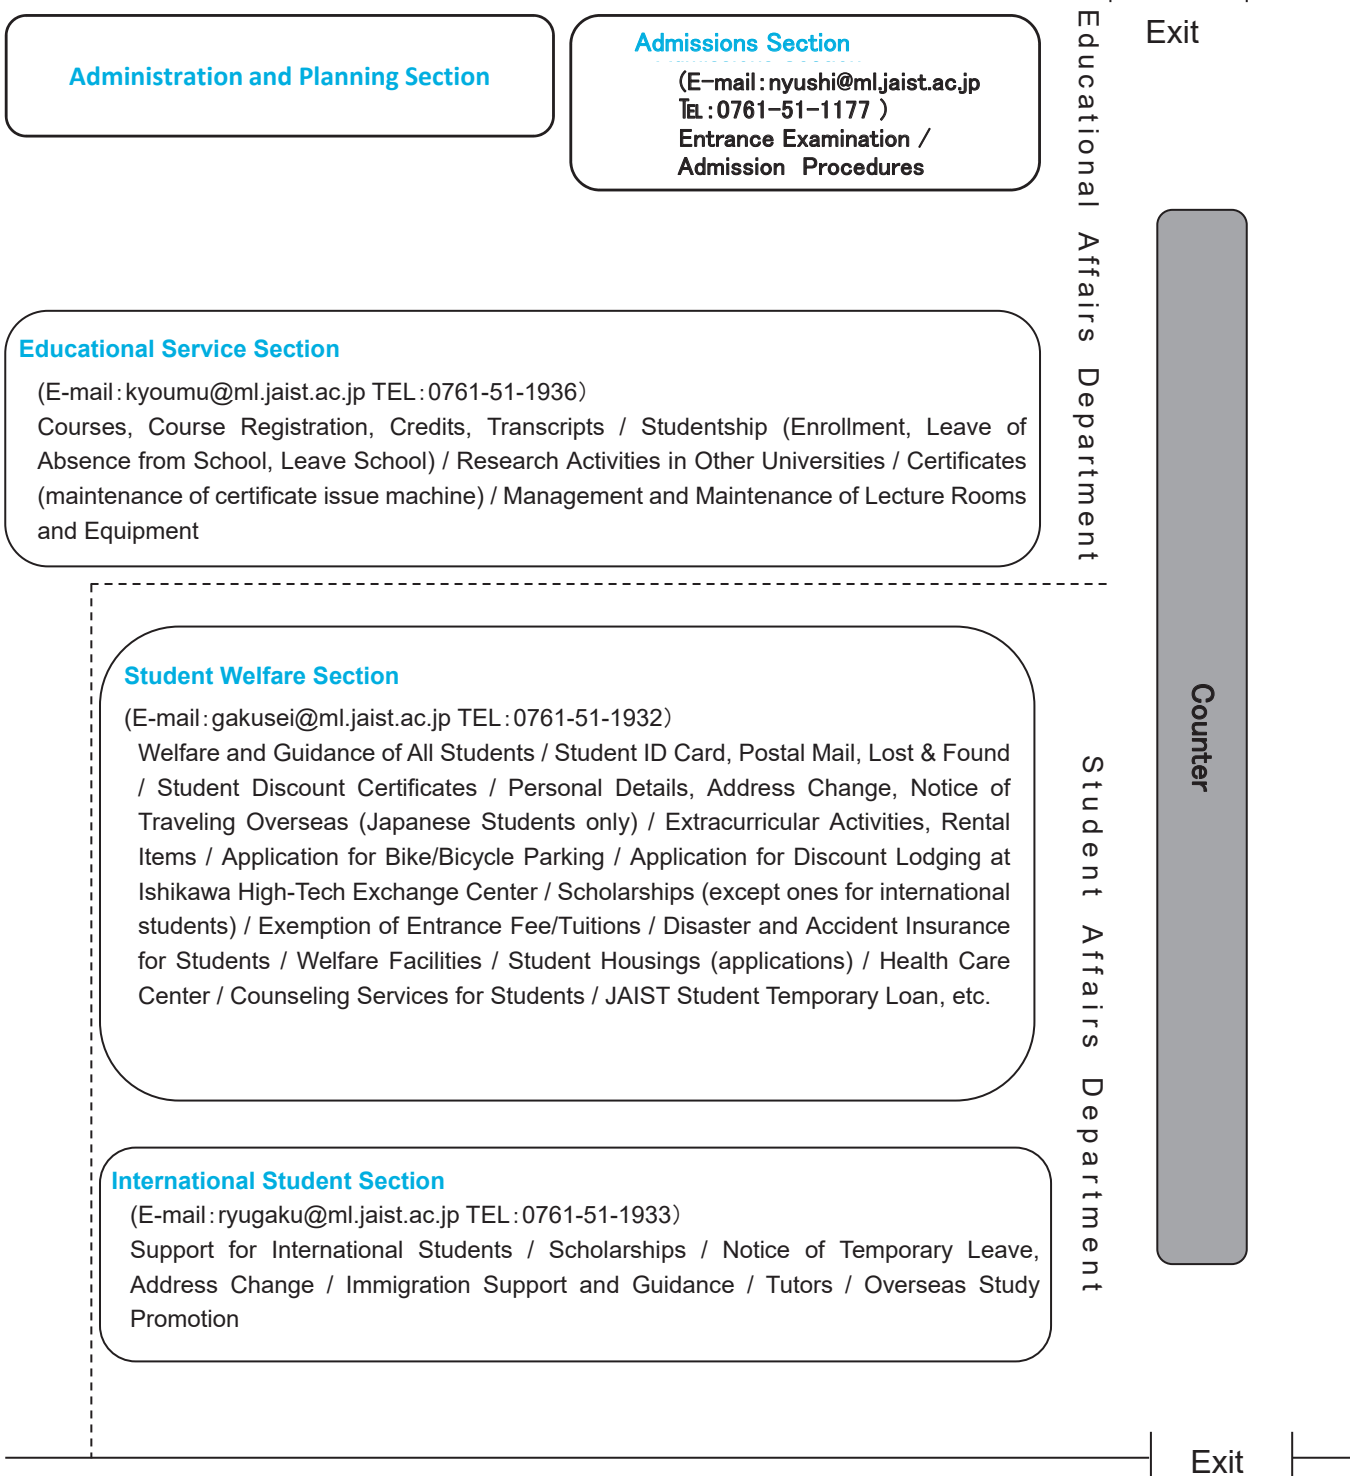 Administration and Planning Section
Admissions Section
(E-mail:nyushi@ml.jaist.ac.jp
℡:0761-51-1177 )
Entrance Examination /
Admission Procedures
Educational Affairs Department
Exit
Educational Service Section
(E-mail:kyoumu@ml.jaist.ac.jp TEL:0761-51-1936)
Courses, Course Registration, Credits, Transcripts / Studentship (Enrollment, Leave of
Absence from School, Leave School) / Research Activities in Other Universities / Certificates
(maintenance of certificate issue machine) / Management and Maintenance of Lecture Rooms
and Equipment
Counter
Student Welfare Section
(E-mail:gakusei@ml.jaist.ac.jp TEL:0761-51-1932)
Welfare and Guidance of All Students / Student ID Card, Postal Mail, Lost & Found
/ Student Discount Certificates / Personal Details, Address Change, Notice of
Traveling Overseas (Japanese Students only) / Extracurricular Activities, Rental
Items / Application for Bike/Bicycle Parking / Application for Discount Lodging at
Ishikawa High-Tech Exchange Center / Scholarships (except ones for international
students) / Exemption of Entrance Fee/Tuitions / Disaster and Accident Insurance
for Students / Welfare Facilities / Student Housings (applications) / Health Care
Center / Counseling Services for Students / JAIST Student Temporary Loan, etc.
Student Affairs Department
International Student Section
(E-mail:ryugaku@ml.jaist.ac.jp TEL:0761-51-1933)
Support for International Students / Scholarships / Notice of Temporary Leave,
Address Change / Immigration Support and Guidance / Tutors / Overseas Study
Promotion
Exit